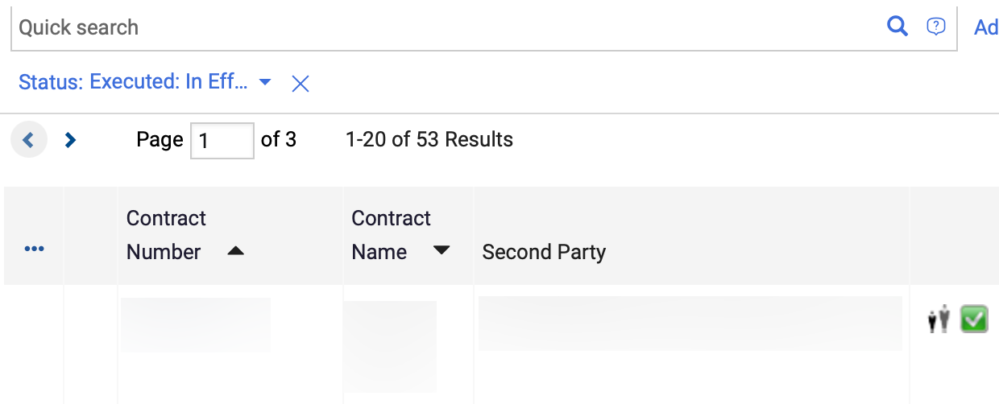 Quick search
Ad
Status: Executed: In Eff...
Page 1 of 3 1-20 of 53 Results
Contract Number
Contract Name
Second Party